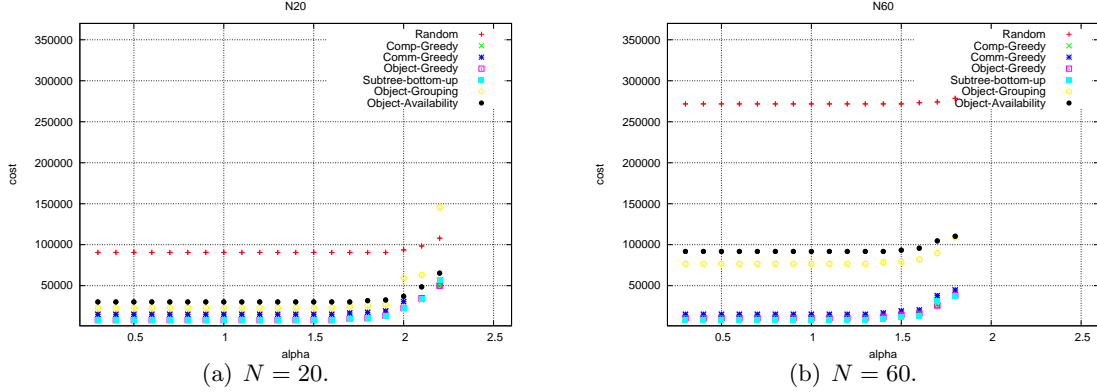 N20
350000
300000
250000
200000
150000
100000
50000
cost
0.5 1 1.5 2 2.5
alpha
Random
Comp-Greedy
Comm-Greedy
Object-Greedy
Subtree-bottom-up
Object-Grouping
Object-Availability
(a) N = 20.
N60
350000
300000
250000
200000
150000
100000
50000
cost
0.5 1 1.5 2 2.5
alpha
Random
Comp-Greedy
Comm-Greedy
Object-Greedy
Subtree-bottom-up
Object-Grouping
Object-Availability
(b) N = 60.